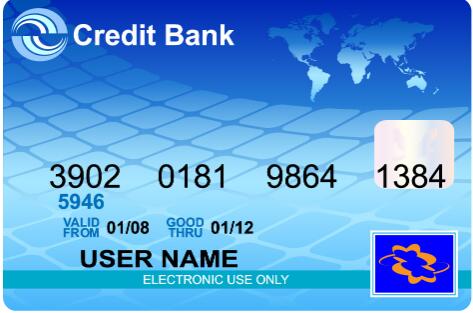 Credit Bank
3902 0181 9864 1384
5946
VALID FROM 01/08 GOOD THRU 01/12
USER NAME
ELECTRONIC USE ONLY